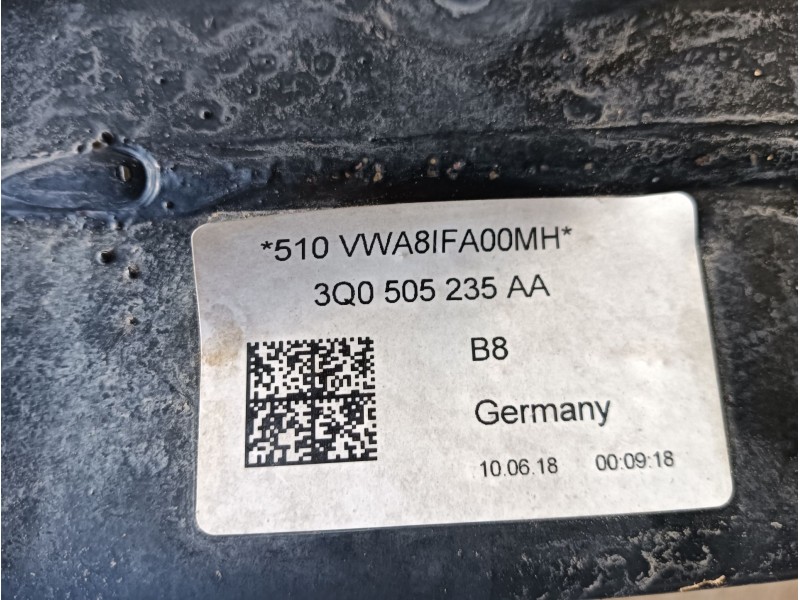 *510 VWA8IFA00MH*
3Q0 505 235 AA
B8
Germany
10.06.18 00:09:18